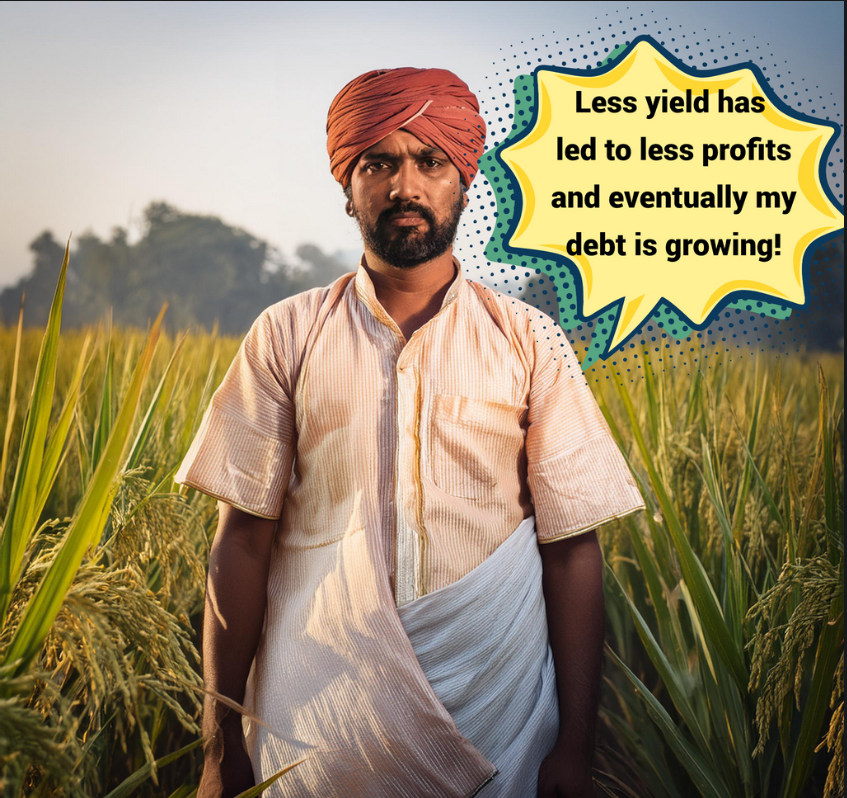 Less yield has
led to less profits
and eventually my
debt is growing!